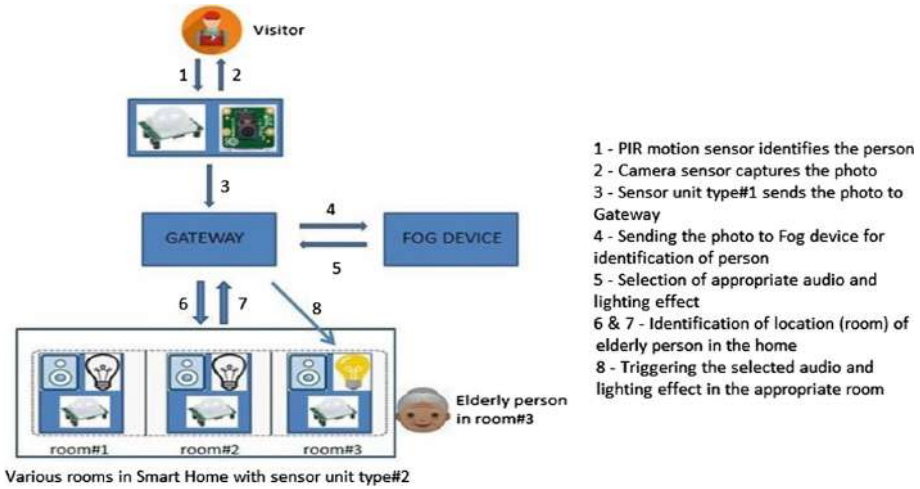 Visitor
1
2
3
GATEWAY
4
5
FOG DEVICE
6
7
8
Elderly person
in room#3
room#1
room#2
room#3
Various rooms in Smart Home with sensor unit type#2
1 - PIR motion sensor identifies the person
2 - Camera sensor captures the photo
3 - Sensor unit type#1 sends the photo to
Gateway
4 - Sending the photo to Fog device for
identification of person
5 - Selection of appropriate audio and
lighting effect
6 & 7 - Identification of location (room) of
elderly person in the home
8 - Triggering the selected audio and
lighting effect in the appropriate room